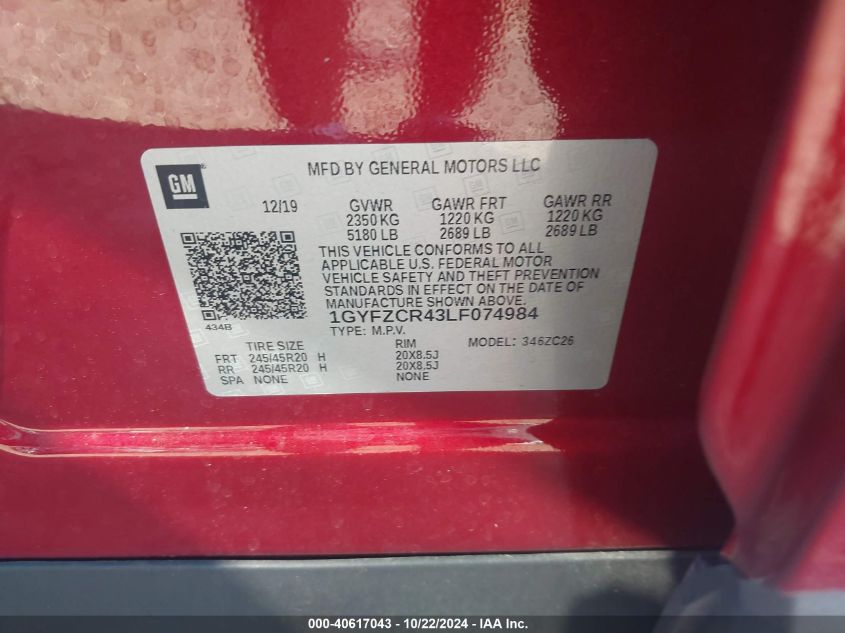 GM
MFD BY GENERAL MOTORS LLC
12/19
GVWR
2350 KG
5180 LB
GAWR FRT
1220 KG
2689 LB
GAWR RR
1220 KG
2689 LB
THIS VEHICLE CONFORMS TO ALL
APPLICABLE U.S. FEDERAL MOTOR
VEHICLE SAFETY AND THEFT PREVENTION
STANDARDS IN EFFECT ON THE DATE OF
MANUFACTURE SHOWN ABOVE.
434B
1GYFZCR43LF074984
TYPE: M.P.V.
MODEL: 346ZC26
TIRE SIZE RIM
FRT 245/45R20 H 20X8.5J
RR 245/45R20 H 20X8.5J
SPA NONE NONE
000-40617043 - 10/22/2024 - IAA Inc.